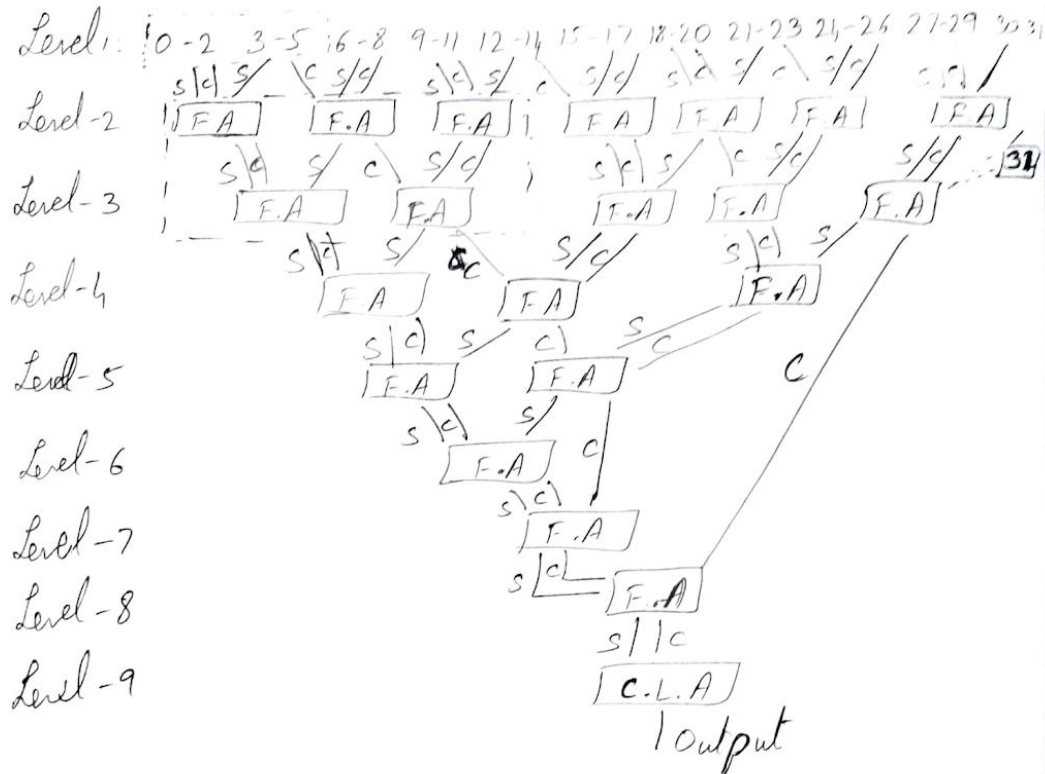 Level 1: 0-2 3-5 6-8 9-11 12-14 15-17 18-20 21-23 24-26 27-29 30 31
S C S C S C S C S C S C S C S C S C
Level-2 F A F.A F.A F.A F.A F.A F.A
S C S C S C S C S C S C S C 31
Level-3 F.A F.A F.A F.A F.A
S C S C S C S C S
Level-4 F A F A F.A
S C S C S C
Level-5 F.A F.A C
S C S
Level-6 F.A C
S C
Level-7 F.A
S C
Level-8 F.A
S C
Level-9 C.L.A
Output